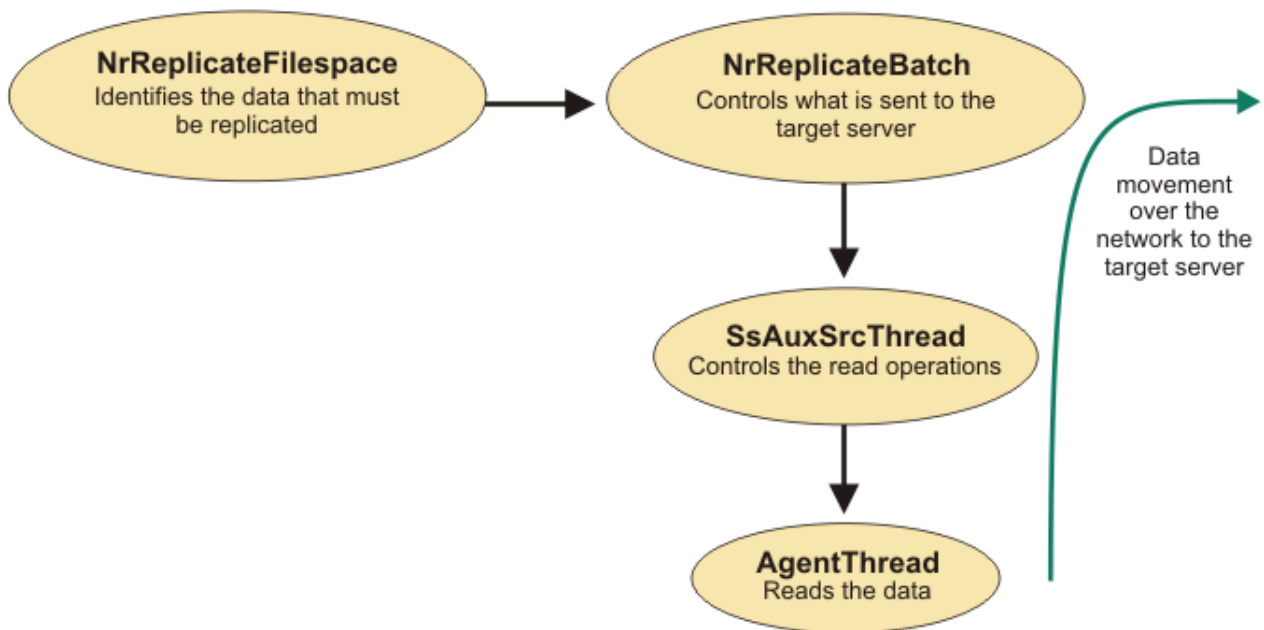 NrReplicateFilespace
Identifies the data that must
be replicated
NrReplicateBatch
Controls what is sent to the
target server
Data
movement
over the
network to the
target server
SsAuxSrcThread
Controls the read operations
AgentThread
Reads the data